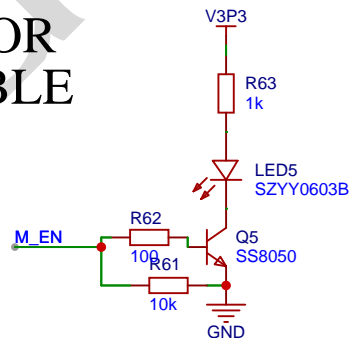 V3P3
OR
BLE
R63
1k
LED5
SZYY0603B
M_EN
R62
100
Q5
SS8050
R61
10k
GND